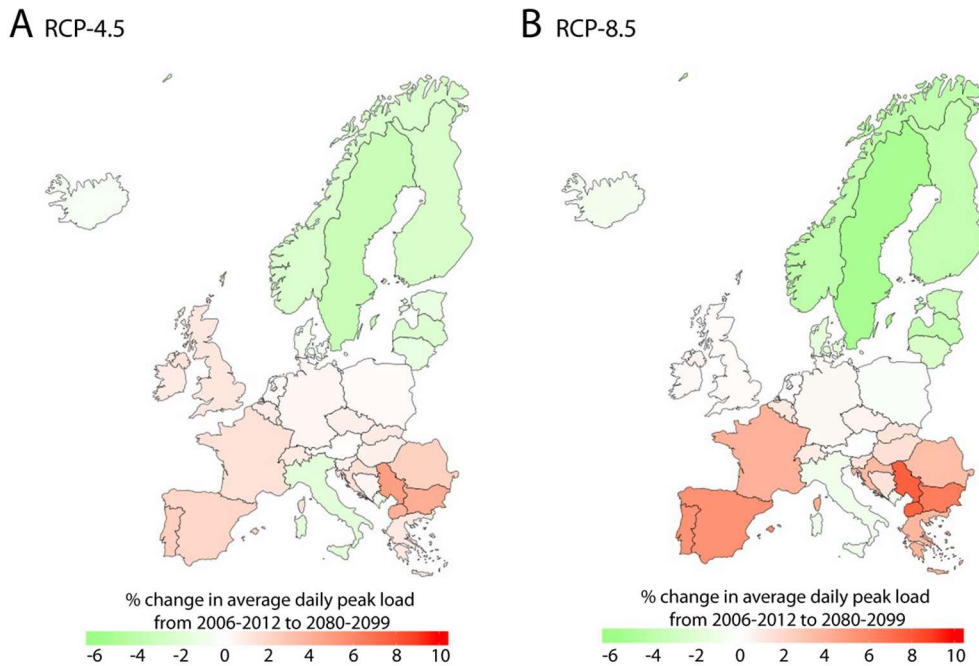 A RCP-4.5
B RCP-8.5
% change in average daily peak load
from 2006-2012 to 2080-2099
-6 -4 -2 0 2 4 6 8 10
% change in average daily peak load
from 2006-2012 to 2080-2099
-6 -4 -2 0 2 4 6 8 10